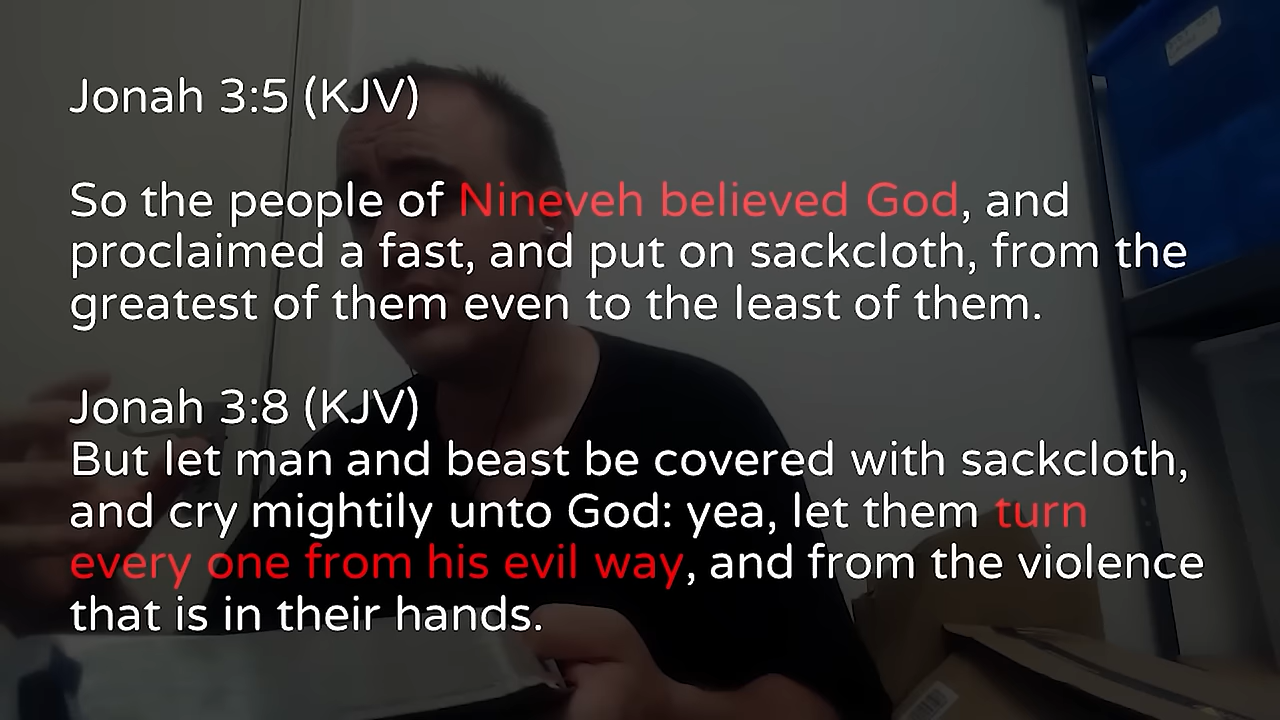 Jonah 3:5 (KJV)
So the people of Nineveh believed God, and
proclaimed a fast, and put on sackcloth, from the
greatest of them even to the least of them.
Jonah 3:8 (KJV)
But let man and beast be covered with sackcloth,
and cry mightily unto God: yea, let them turn
every one from his evil way, and from the violence
that is in their hands.